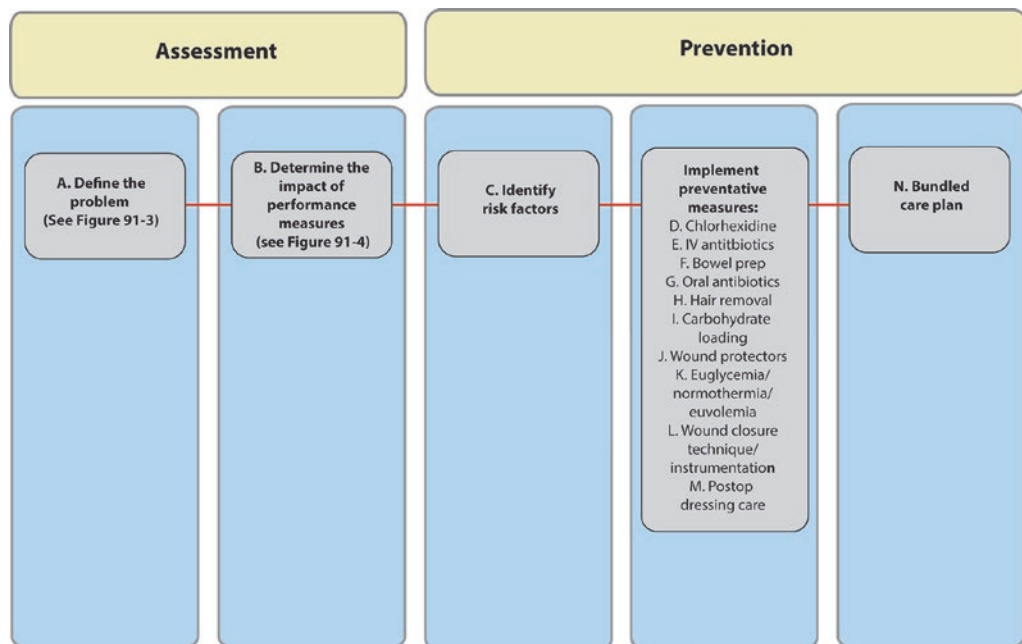 Assessment
Prevention
A. Define the
problem
(See Figure 91-3)
B. Determine the
impact of
performance
measures
(see Figure 91-4)
C. Identify
risk factors
Implement
preventative
measures:
D. Chlorhexidine
E. IV antitbiotics
F. Bowel prep
G. Oral antibiotics
H. Hair removal
I. Carbohydrate
loading
J. Wound protectors
K. Euglycemia/
normothermia/
euvolemia
L. Wound closure
technique/
instrumentation
M. Postop
dressing care
N. Bundled
care plan